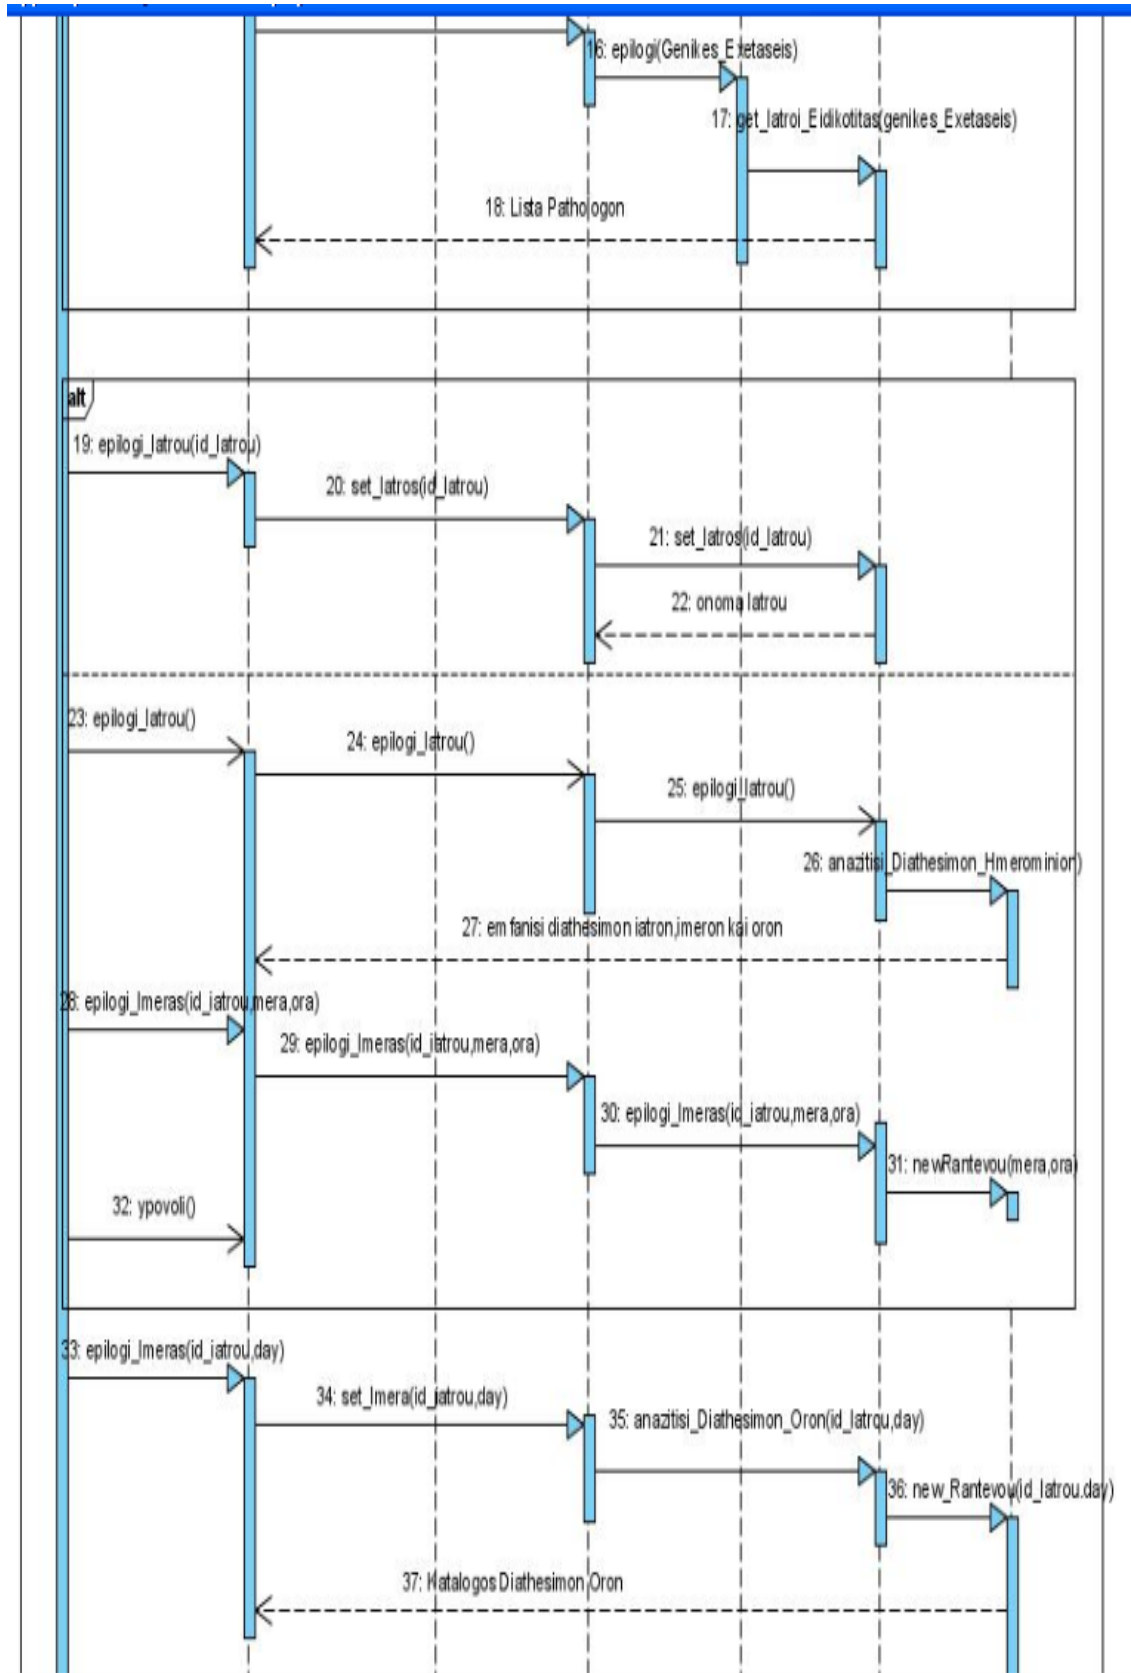 16: epilogi(Genikes_Exetaseis)
17: get_Iatroi_Eidikotitas(genikes_Exetaseis)
18: Lista Pathologon
alt
19: epilogi_Iatrou(id_Iatrou)
20: set_Iatros(id_Iatrou)
21: set_Iatros(id_Iatrou)
22: onoma Iatrou
23: epilogi_Iatrou()
24: epilogi_Iatrou()
25: epilogi_Iatrou()
26: anazitisi_Diathesimon_Hmerominion()
27: emfanisi diathesimon iatron,imeron kai oron
28: epilogi_Imeras(id_iatrou,mera,ora)
29: epilogi_Imeras(id_iatrou,mera,ora)
30: epilogi_Imeras(id_iatrou,mera,ora)
31: newRantevou(mera,ora)
32: ypovoli()
33: epilogi_Imeras(id_iatrou,day)
34: set_Imera(id_iatrou,day)
35: anazitisi_Diathesimon_Oron(id_Iatrou,day)
36: new_Rantevou(id_Iatrou.day)
37: Katalogos Diathesimon Oron